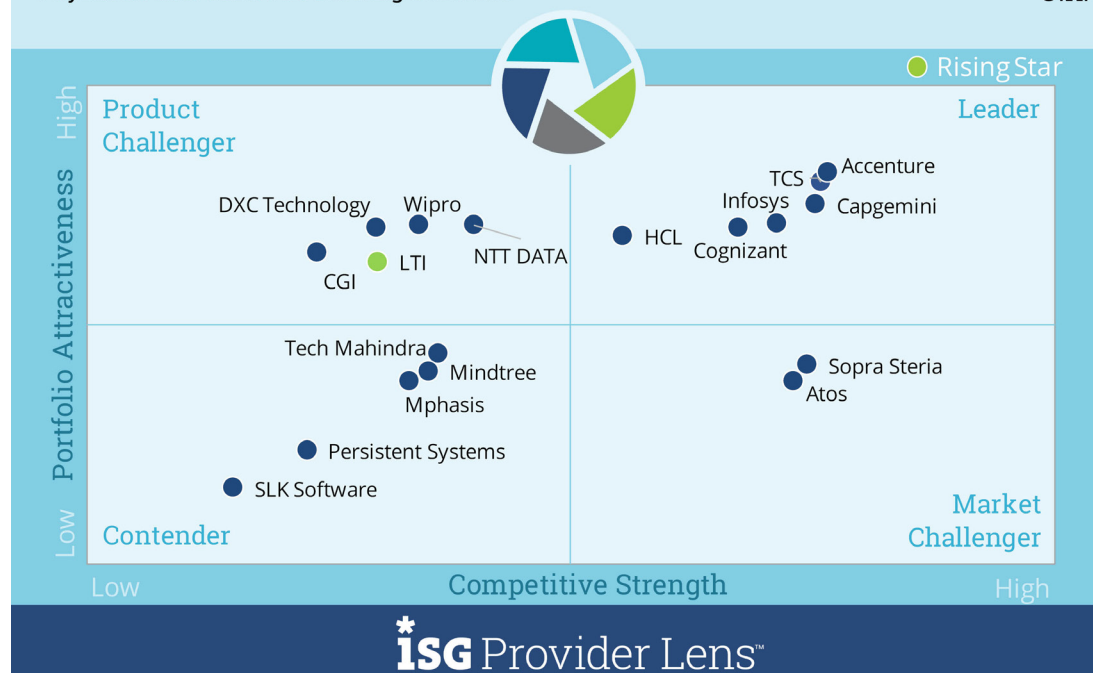 Rising Star
High
Product
Challenger
Leader
Accenture
TCS
Infosys
Capgemini
DXC Technology
Wipro
HCL
Cognizant
NTT DATA
LTI
CGI
Portfolio Attractiveness
Tech Mahindra
Mindtree
Mphasis
Sopra Steria
Atos
Persistent Systems
SLK Software
Market
Challenger
Contender
Low
Low
Competitive Strength
High
ISG Provider Lens™